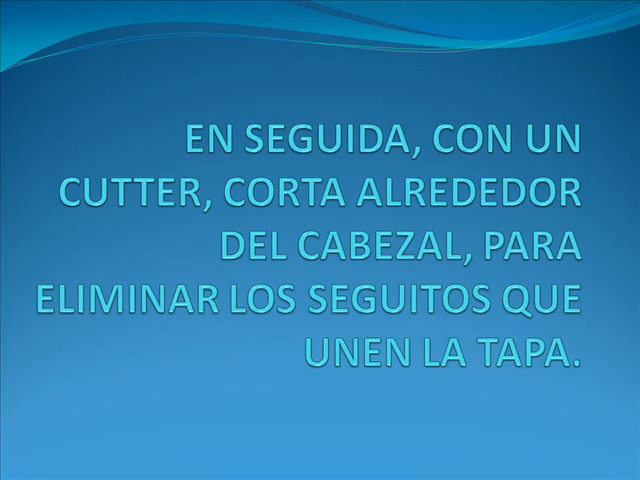 EN SEGUIDA, CON UN
CUTTER, CORTA ALREDEDOR
DEL CABEZAL, PARA
ELIMINAR LOS SEGUITOS QUE
UNEN LA TAPA.